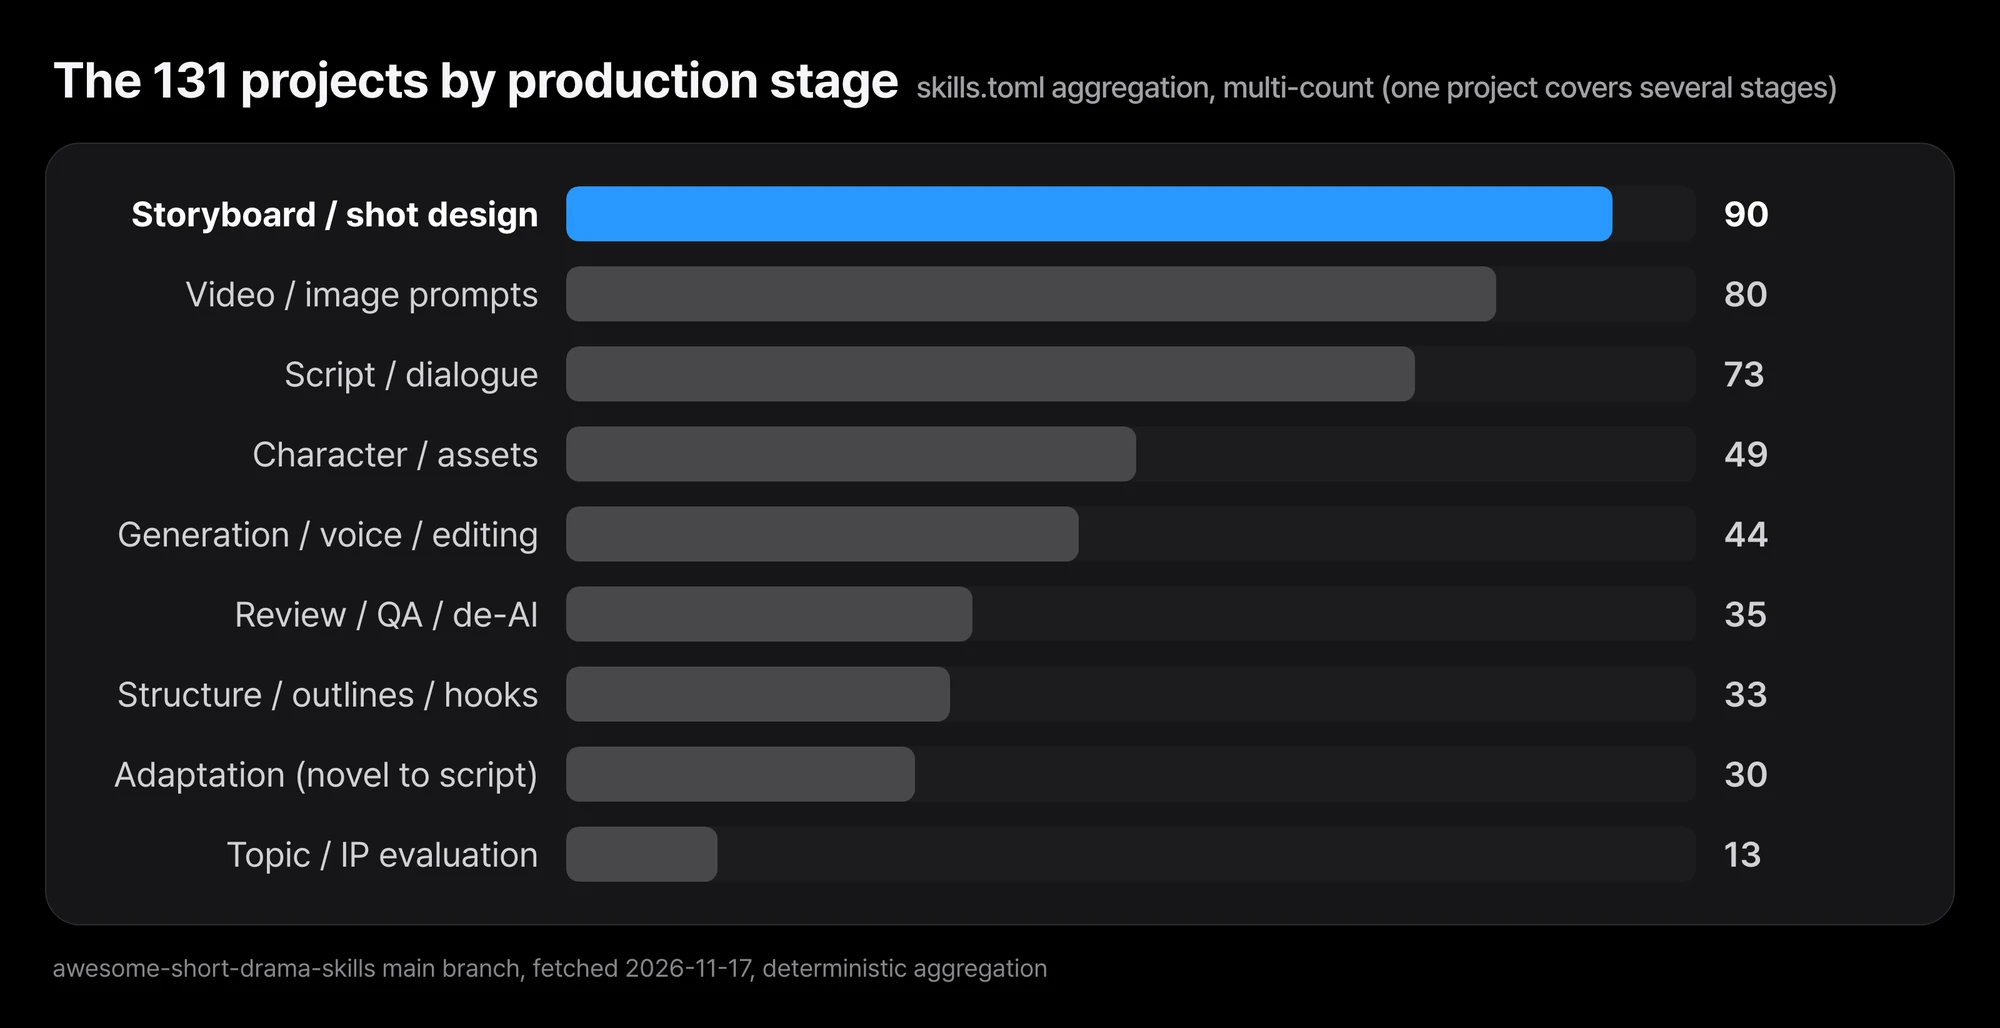 The 131 projects by production stage skills.toml aggregation, multi-count (one project covers several stages)
Storyboard / shot design 90
Video / image prompts 80
Script / dialogue 73
Character / assets 49
Generation / voice / editing 44
Review / QA / de-AI 35
Structure / outlines / hooks 33
Adaptation (novel to script) 30
Topic / IP evaluation 13
awesome-short-drama-skills main branch, fetched 2026-11-17, deterministic aggregation